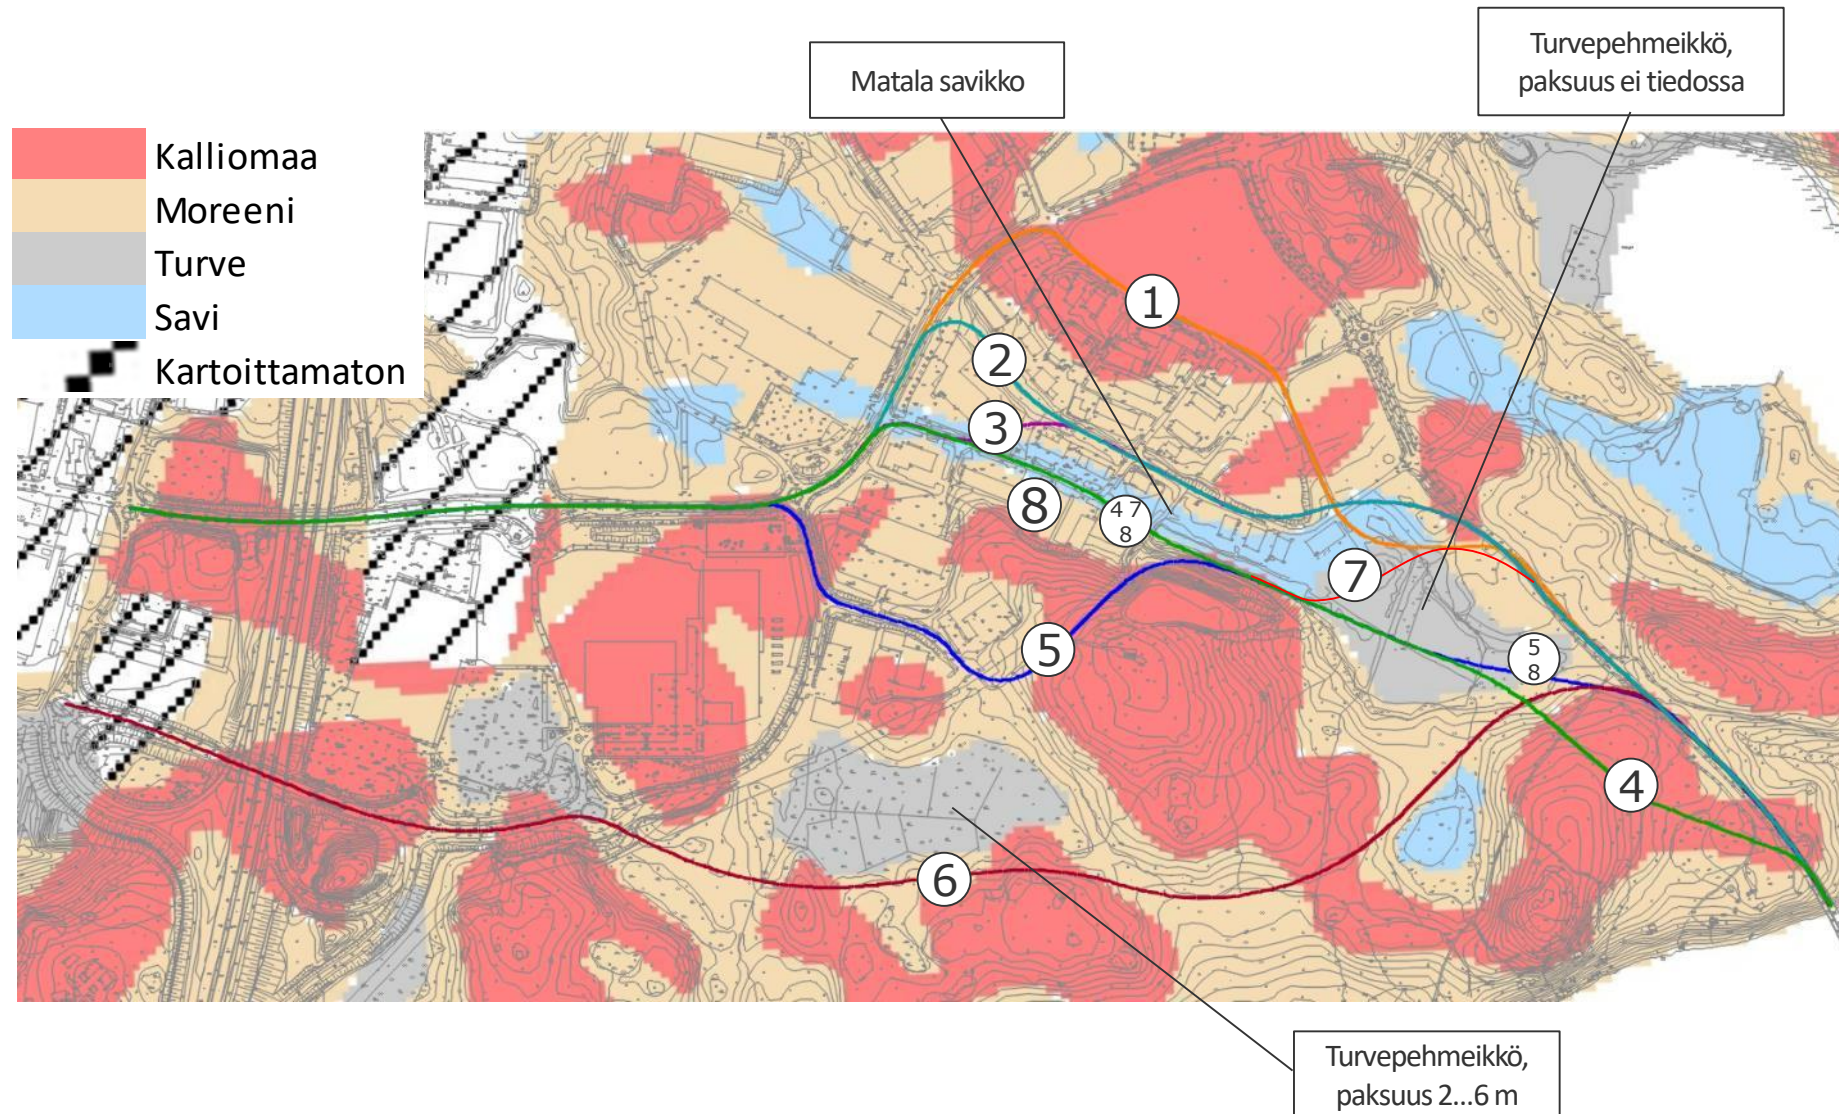 Turvepehmeikkö,
paksuus ei tiedossa
Matala savikko
Kalliomaa
Moreeni
Turve
Savi
Kartoittamaton
1
2
3
8
4 7
8
7
5
5
8
4
6
Turvepehmeikkö,
paksuus 2...6 m